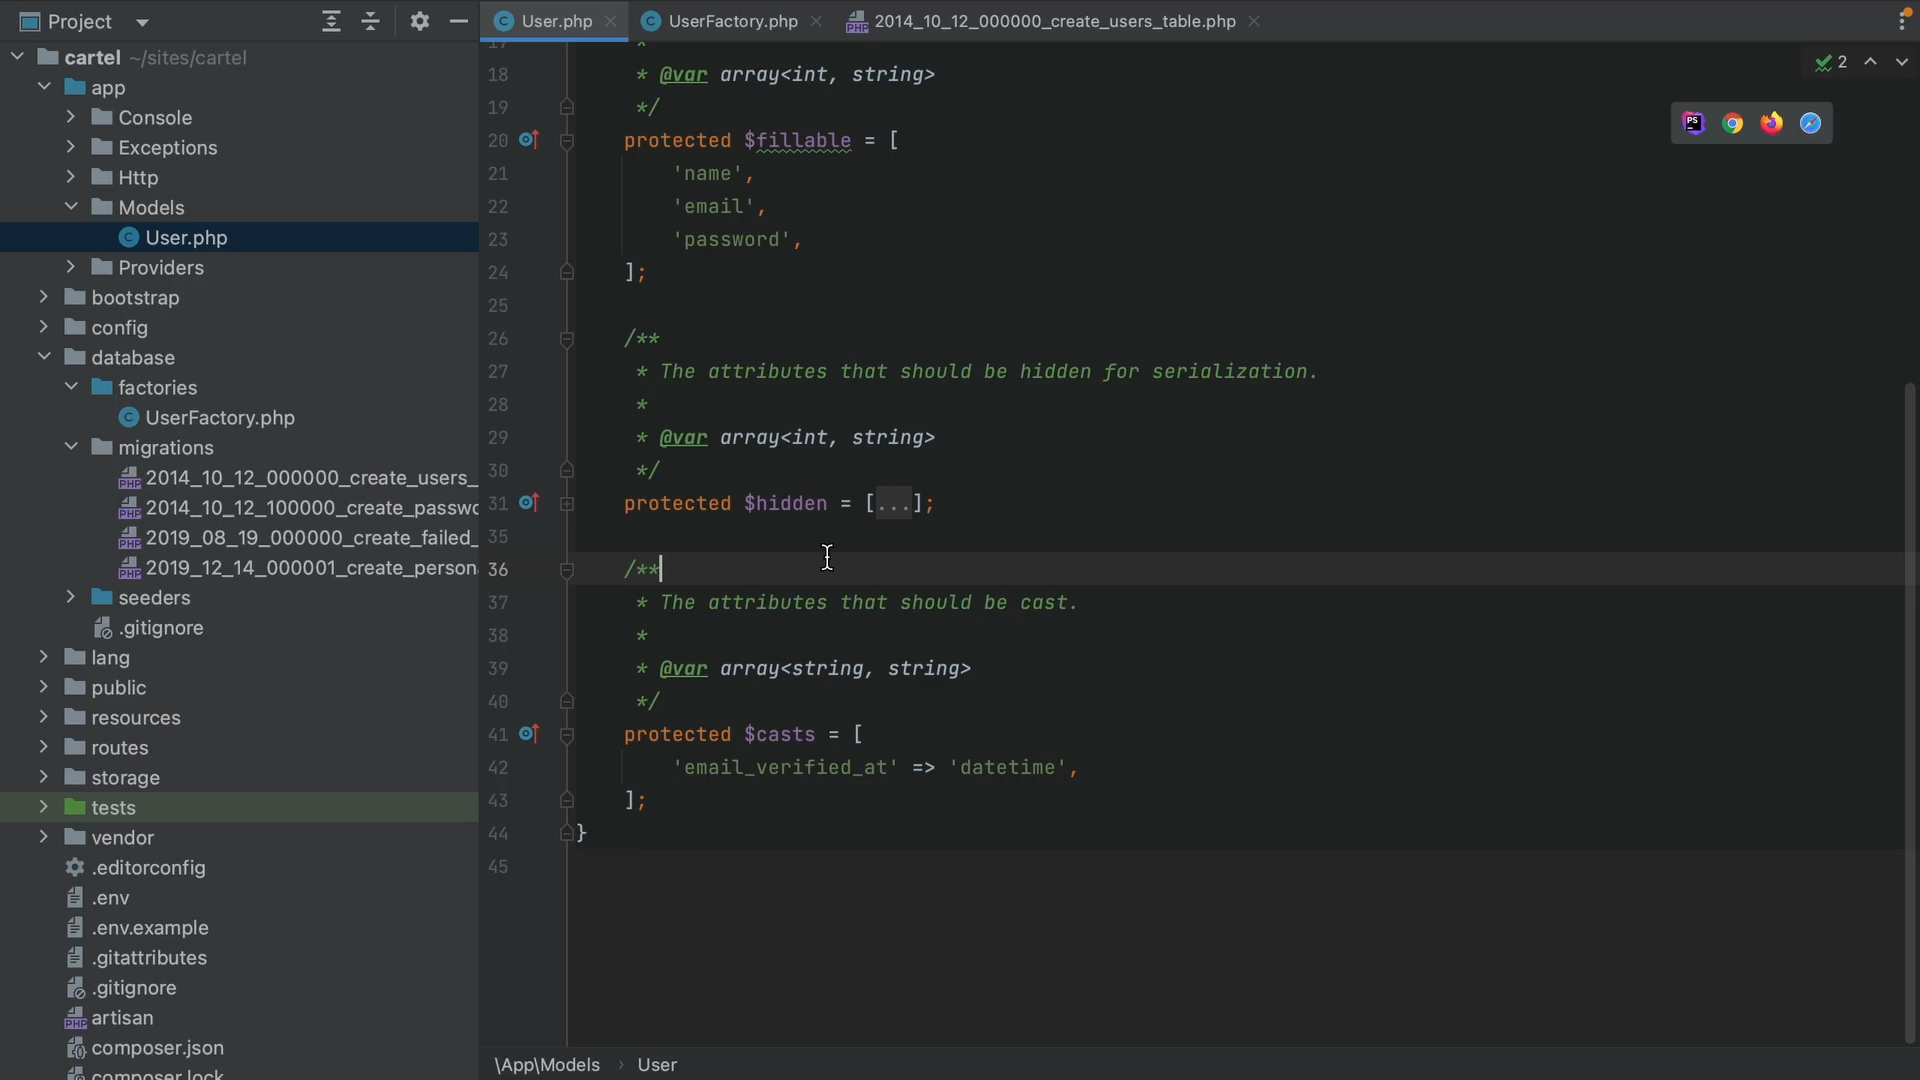 Project
cartel ~/sites/cartel
app
Console
Exceptions
Http
Models
User.php
Providers
bootstrap
config
database
factories
UserFactory.php
migrations
2014_10_12_000000_create_users_
2014_10_12_100000_create_passwo
2019_08_19_000000_create_failed_
2019_12_14_000001_create_person
seeders
.gitignore
lang
public
resources
routes
storage
tests
vendor
.editorconfig
.env
.env.example
.gitattributes
.gitignore
artisan
composer.json
composer.lock
User.php UserFactory.php 2014_10_12_000000_create_users_table.php
2
17 *
18 * @var array<int, string>
19 */
20 protected $fillable = [
21 'name',
22 'email',
23 'password',
24 ];
25
26 /**
27 * The attributes that should be hidden for serialization.
28 *
29 * @var array<int, string>
30 */
31 protected $hidden = [...];
35
36 /**
37 * The attributes that should be cast.
38 *
39 * @var array<string, string>
40 */
41 protected $casts = [
42 'email_verified_at' => 'datetime',
43 ];
44 }
45
\App\Models › User